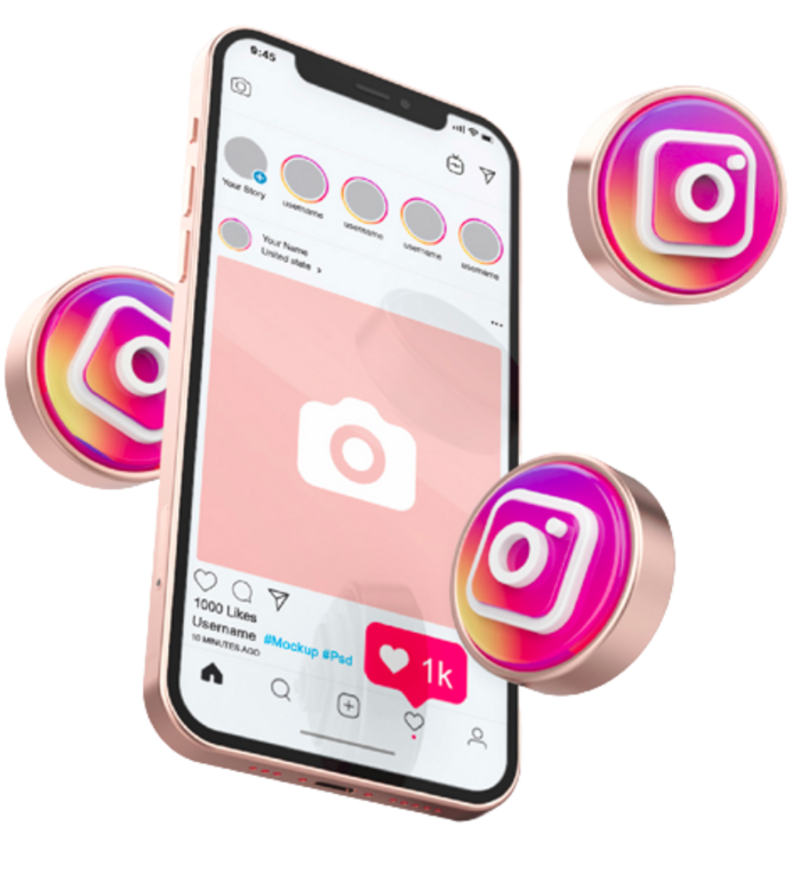 9:45
Your Story
username
username
username
username
Your Name
United state >
1000 Likes
Username #Mockup #Psd
10 MINUTES AGO
1k